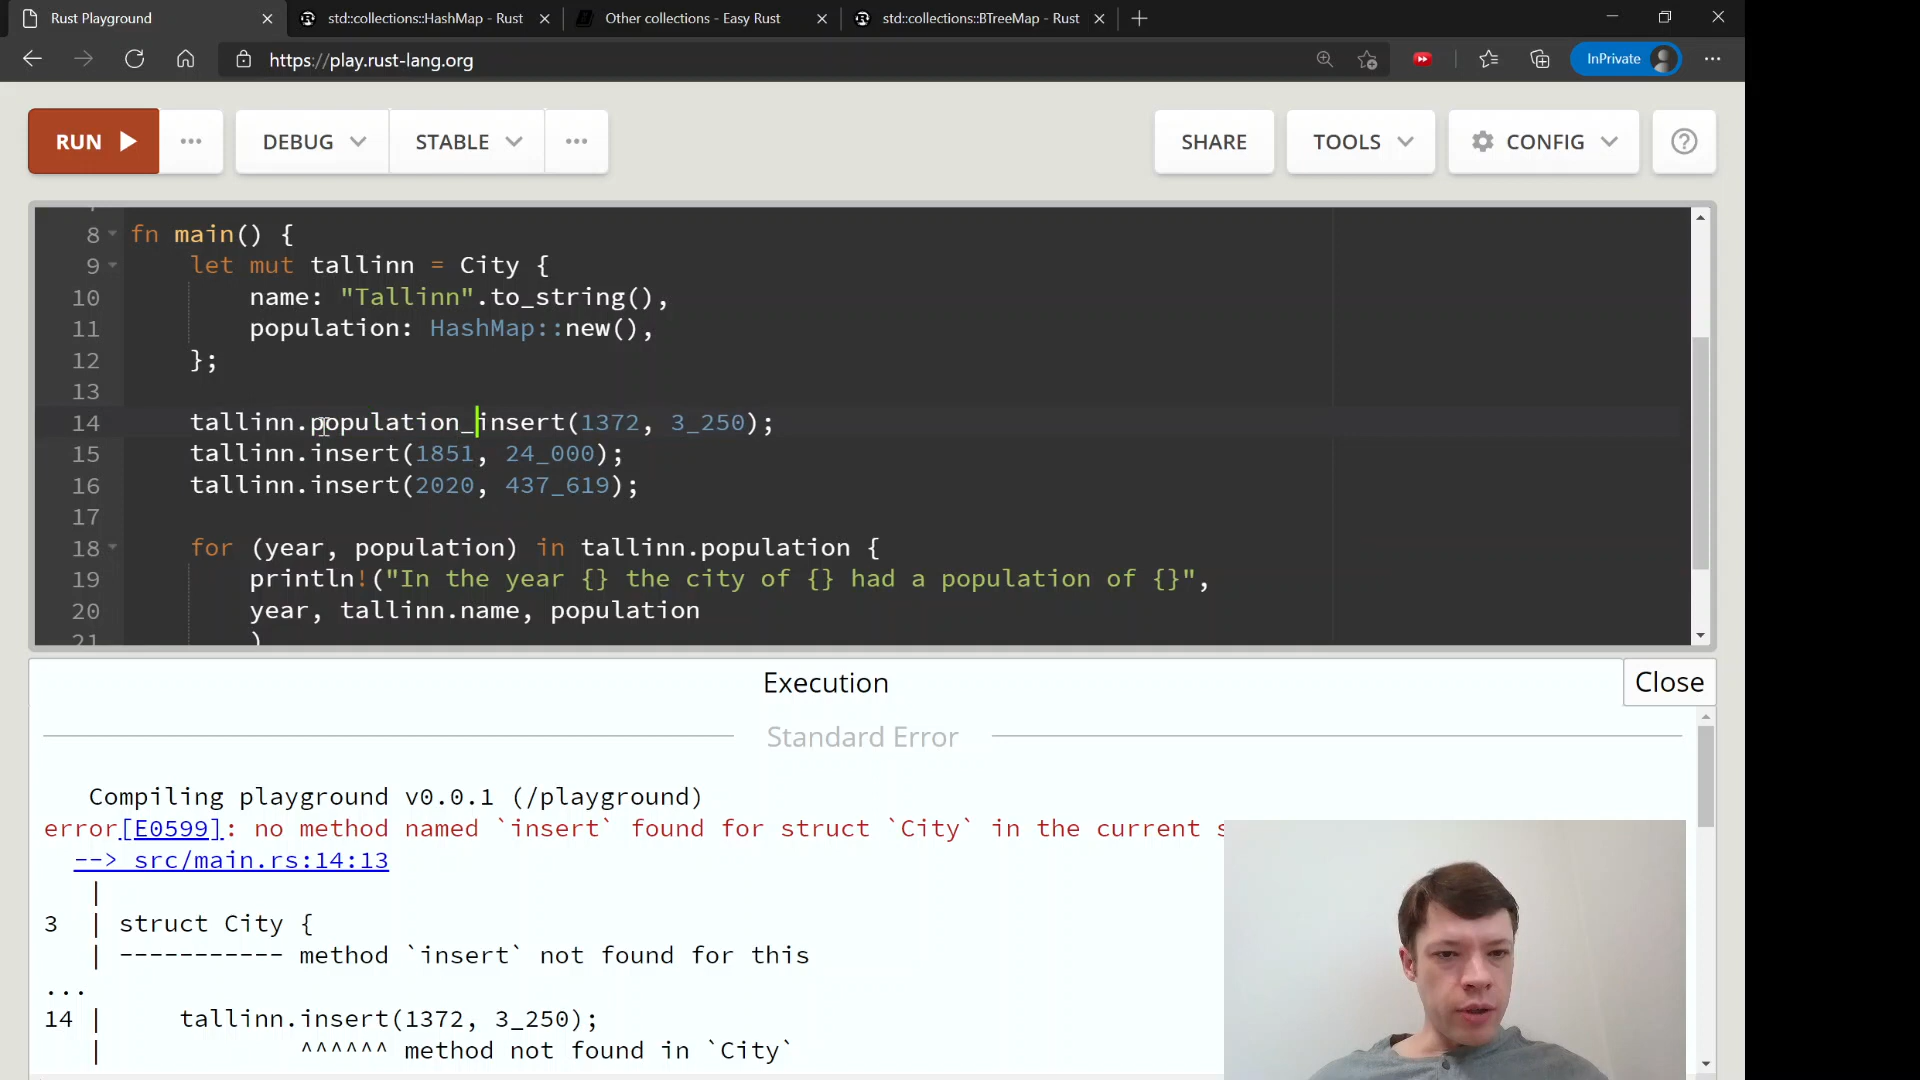 Rust Playground
std::collections::HashMap - Rust
Other collections - Easy Rust
std::collections::BTreeMap - Rust
https://play.rust-lang.org
InPrivate
RUN
DEBUG
STABLE
SHARE
TOOLS
CONFIG
8 fn main() {
9 let mut tallinn = City {
10 name: "Tallinn".to_string(),
11 population: HashMap::new(),
12 };
13
14 tallinn.population_insert(1372, 3_250);
15 tallinn.insert(1851, 24_000);
16 tallinn.insert(2020, 437_619);
17
18 for (year, population) in tallinn.population {
19 println!("In the year {} the city of {} had a population of {}",
20 year, tallinn.name, population
21 )
Execution
Close
Standard Error
Compiling playground v0.0.1 (/playground)
error[E0599]: no method named `insert` found for struct `City` in the current s
--> src/main.rs:14:13
|
3 | struct City {
| ----------- method `insert` not found for this
...
14 | tallinn.insert(1372, 3_250);
| ^^^^^^ method not found in `City`